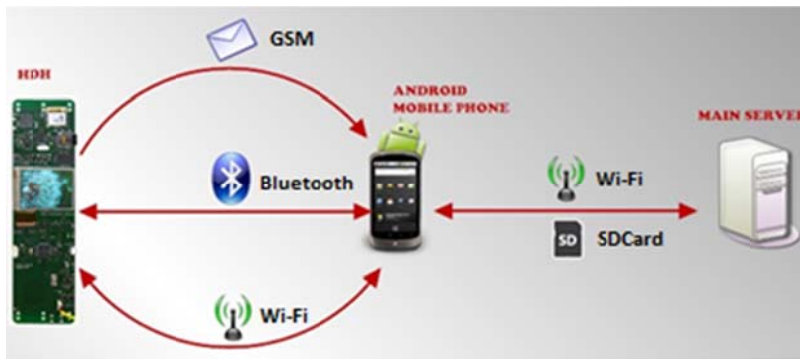 GSM
HDH
ANDROID
MOBILE PHONE
MAIN SERVER
Bluetooth
Wi-Fi
SD
SDCard
Wi-Fi